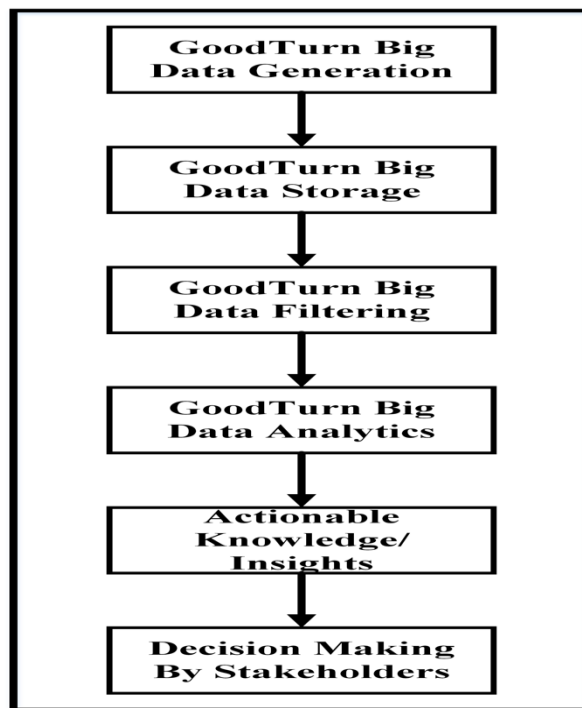 GoodTurn Big
Data Generation
GoodTurn Big
Data Storage
GoodTurn Big
Data Filtering
GoodTurn Big
Data Analytics
Actionable
Knowledge/
Insights
Decision Making
By Stakeholders